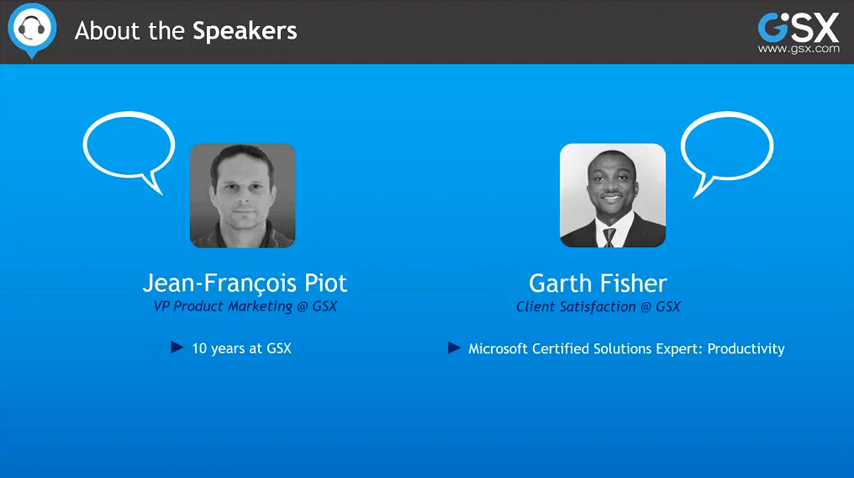 About the Speakers
GSX
www.gsx.com
Jean-François Piot
VP Product Marketing @ GSX
10 years at GSX
Garth Fisher
Client Satisfaction @ GSX
Microsoft Certified Solutions Expert: Productivity